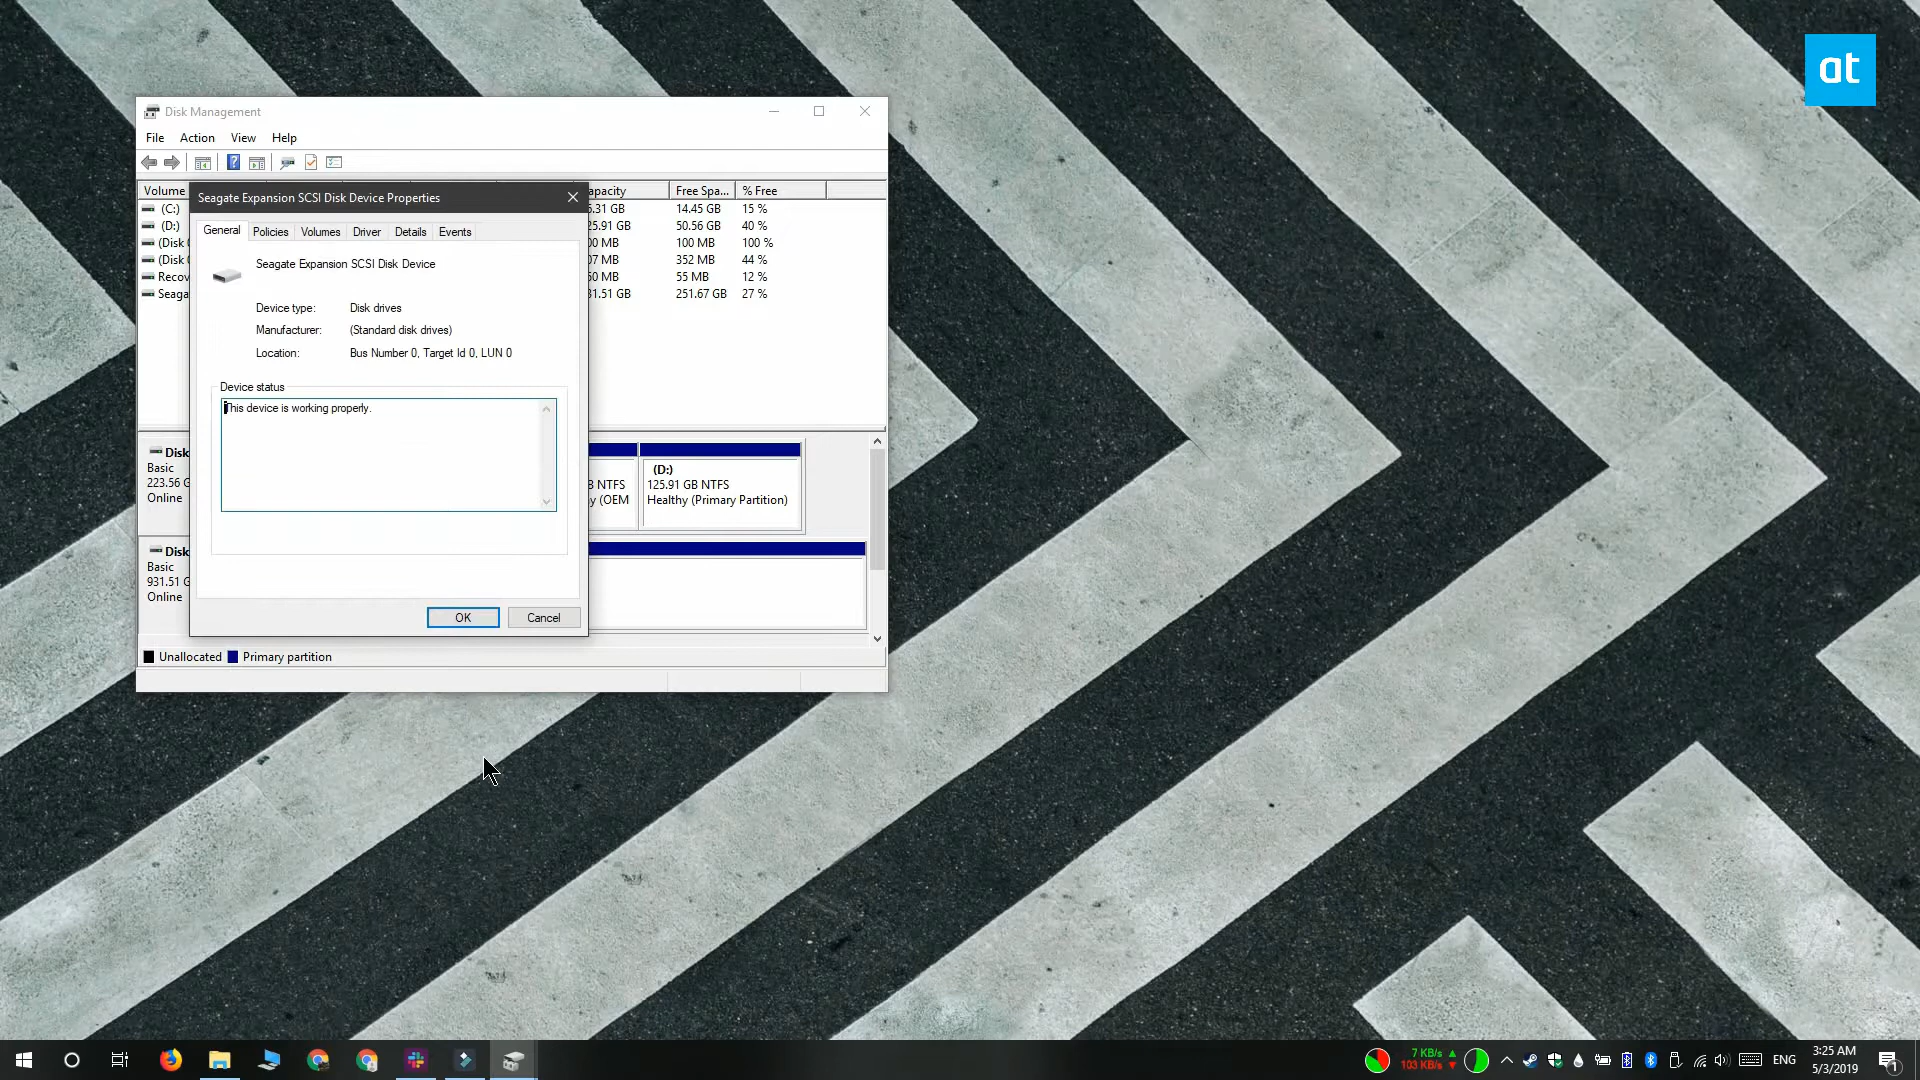 at
Disk Management
File Action View Help
Volume apacity Free Spa... % Free
(C:) 5.31 GB 14.45 GB 15 %
(D:) 25.91 GB 50.56 GB 40 %
(Disk 00 MB 100 MB 100 %
(Disk 07 MB 352 MB 44 %
Recov 50 MB 55 MB 12 %
Seaga 31.51 GB 251.67 GB 27 %
Seagate Expansion SCSI Disk Device Properties
General Policies Volumes Driver Details Events
Seagate Expansion SCSI Disk Device
Device type: Disk drives
Manufacturer: (Standard disk drives)
Location: Bus Number 0, Target Id 0, LUN 0
Device status
This device is working properly.
OK Cancel
Disk
Basic
223.56 G
Online
B NTFS
y (OEM
(D:)
125.91 GB NTFS
Healthy (Primary Partition)
Disk
Basic
931.51 G
Online
Unallocated Primary partition
7 KB/s
103 KB/s
ENG
3:25 AM
5/3/2019
1